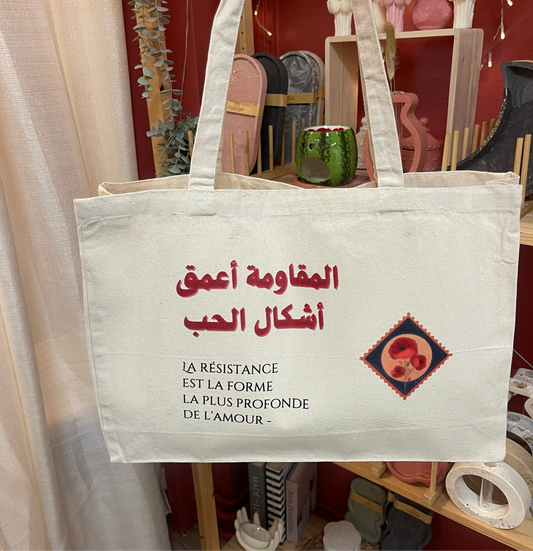 المقاومة أعمق
أشكال الحب
LA RÉSISTANCE
EST LA FORME
LA PLUS PROFONDE
DE L'AMOUR -